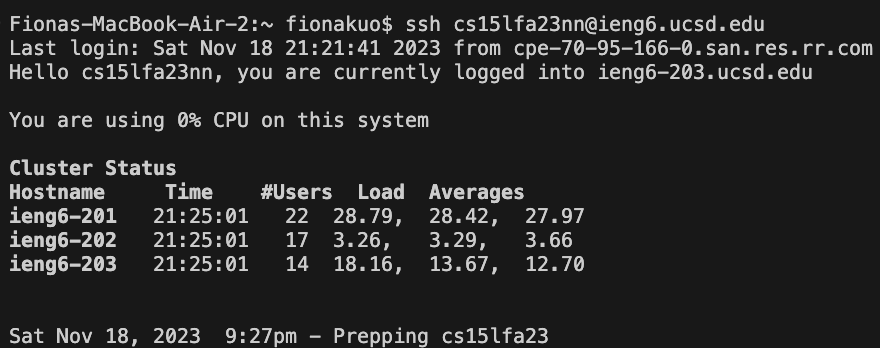 Fionas-MacBook-Air-2:~ fionakuo$ ssh cs15lfa23nn@ieng6.ucsd.edu
Last login: Sat Nov 18 21:21:41 2023 from cpe-70-95-166-0.san.res.rr.com
Hello cs15lfa23nn, you are currently logged into ieng6-203.ucsd.edu
You are using 0% CPU on this system
Cluster Status
Hostname     Time    #Users  Load  Averages
ieng6-201   21:25:01   22  28.79,  28.42,  27.97
ieng6-202   21:25:01   17  3.26,   3.29,   3.66
ieng6-203   21:25:01   14  18.16,  13.67,  12.70
Sat Nov 18, 2023  9:27pm - Prepping cs15lfa23